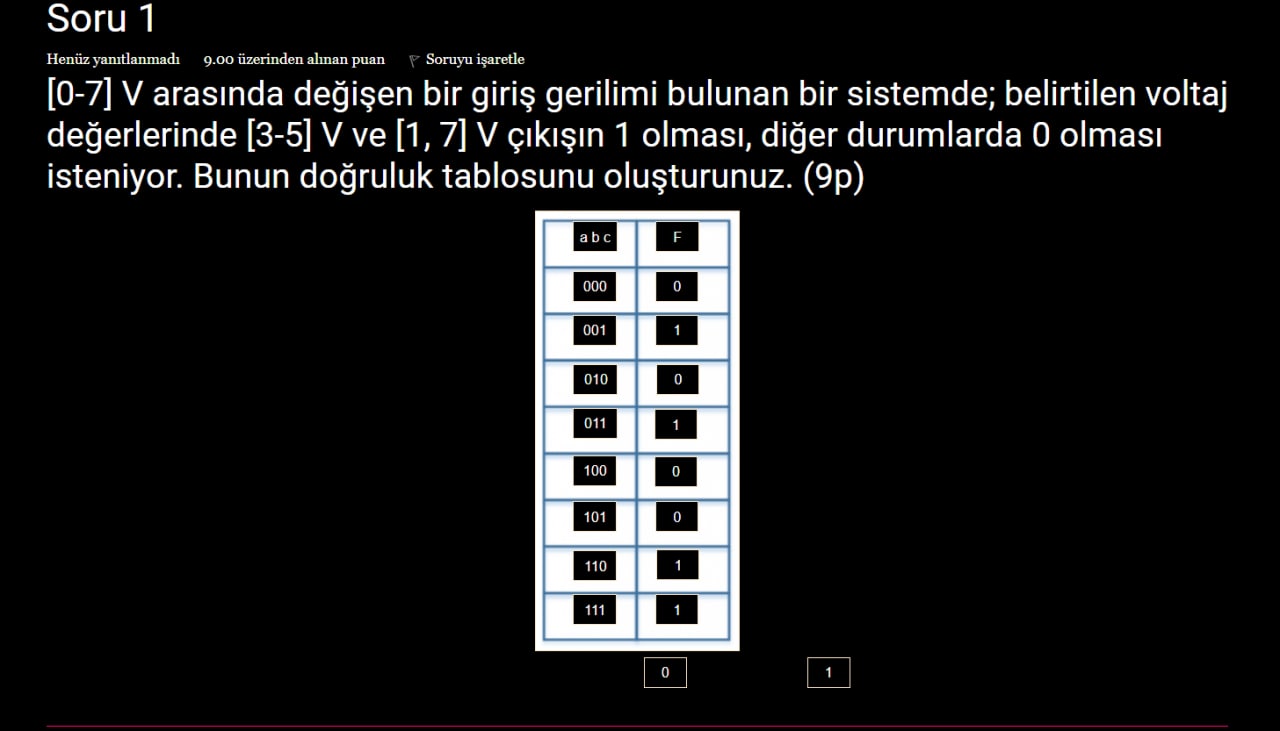 Soru 1
Henüz yanıtlanmadı 9.00 üzerinden alınan puan Soruyu işaretle
[0-7] V arasında değişen bir giriş gerilimi bulunan bir sistemde; belirtilen voltaj
değerlerinde [3-5] V ve [1, 7] V çıkışın 1 olması, diğer durumlarda 0 olması
isteniyor. Bunun doğruluk tablosunu oluşturunuz. (9p)
a b c F
000 0
001 1
010 0
011 1
100 0
101 0
110 1
111 1
0 1